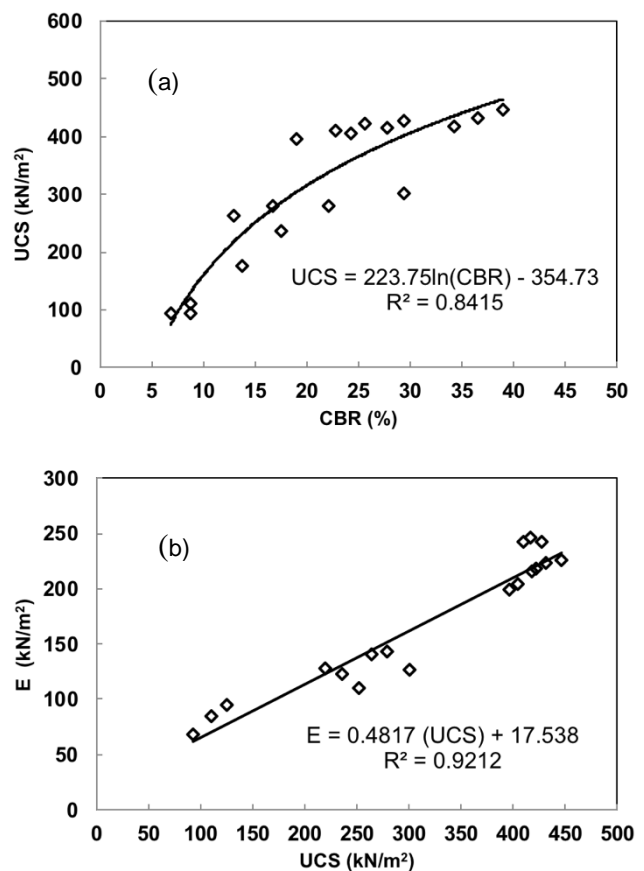 600
500
400
300
200
100
0
UCS (kN/m²)
(a)
UCS = 223.75ln(CBR) - 354.73
R² = 0.8415
0 5 10 15 20 25 30 35 40 45 50
CBR (%)
300
250
200
150
100
50
0
E (kN/m²)
(b)
E = 0.4817 (UCS) + 17.538
R² = 0.9212
0 50 100 150 200 250 300 350 400 450 500
UCS (kN/m²)